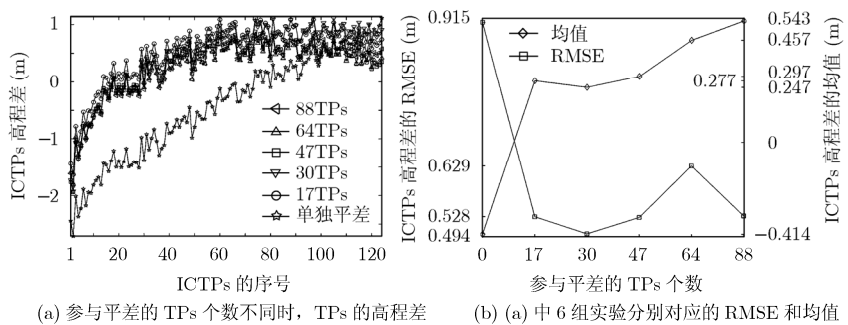 ICTPs 高程差 (m)
1
0
−1
−2
88TPs
64TPs
47TPs
30TPs
17TPs
单独平差
1 20 40 60 80 100 120
ICTPs 的序号
(a) 参与平差的 TPs 个数不同时，TPs 的高程差
ICTPs 高程差的 RMSE (m)
0.915
0.629
0.528
0.494
均值
RMSE
0.277
0.543
0.457
0.297
0.247
0
−0.414
ICTPs 高程差的均值 (m)
0 17 30 47 64 88
参与平差的 TPs 个数
(b) (a) 中 6 组实验分别对应的 RMSE 和均值